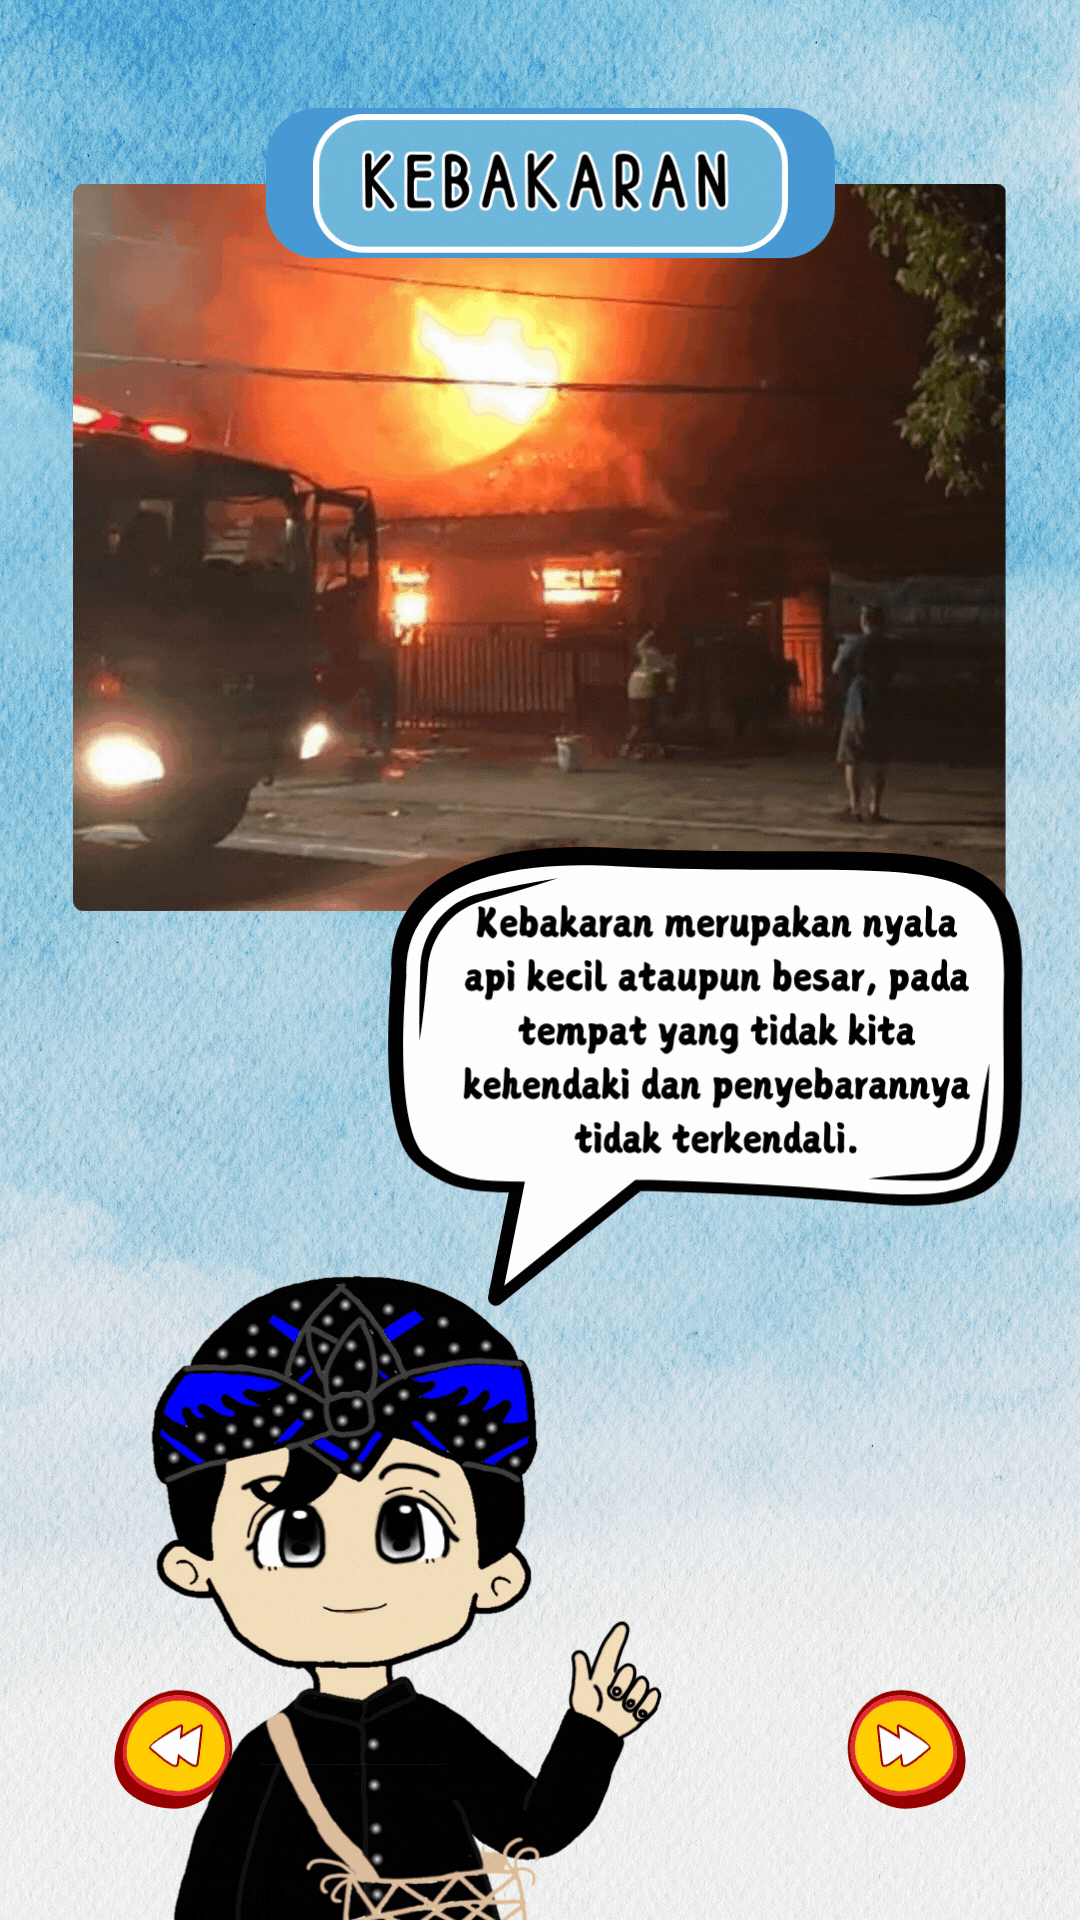 KEBAKARAN
Kebakaran merupakan nyala
api kecil ataupun besar, pada
tempat yang tidak kita
kehendaki dan penyebarannya
tidak terkendali.